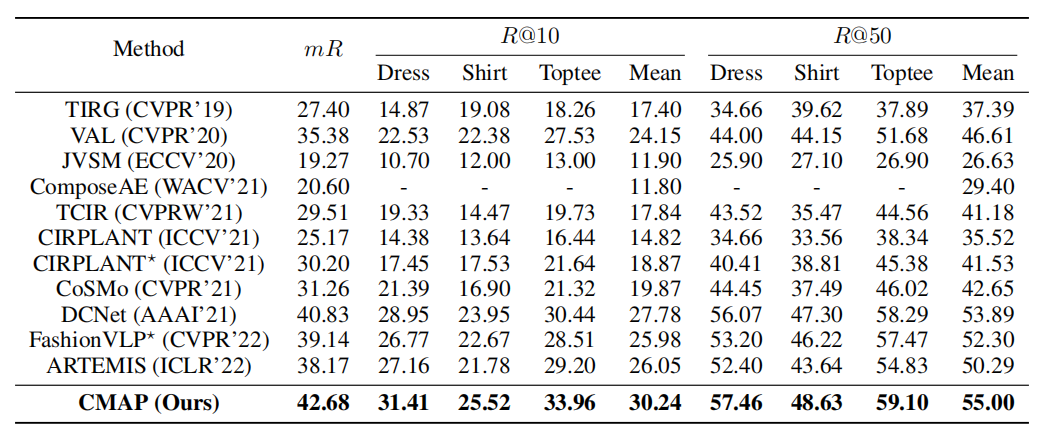 Method mR R@10 R@50
Dress Shirt Toptee Mean Dress Shirt Toptee Mean
TIRG (CVPR'19) 27.40 14.87 19.08 18.26 17.40 34.66 39.62 37.89 37.39
VAL (CVPR'20) 35.38 22.53 22.38 27.53 24.15 44.00 44.15 51.68 46.61
JVSM (ECCV'20) 19.27 10.70 12.00 13.00 11.90 25.90 27.10 26.90 26.63
ComposeAE (WACV'21) 20.60 - - - 11.80 - - - 29.40
TCIR (CVPRW'21) 29.51 19.33 14.47 19.73 17.84 43.52 35.47 44.56 41.18
CIRPLANT (ICCV'21) 25.17 14.38 13.64 16.44 14.82 34.66 33.56 38.34 35.52
CIRPLANT⋆ (ICCV'21) 30.20 17.45 17.53 21.64 18.87 40.41 38.81 45.38 41.53
CoSMo (CVPR'21) 31.26 21.39 16.90 21.32 19.87 44.45 37.49 46.02 42.65
DCNet (AAAI'21) 40.83 28.95 23.95 30.44 27.78 56.07 47.30 58.29 53.89
FashionVLP⋆ (CVPR'22) 39.14 26.77 22.67 28.51 25.98 53.20 46.22 57.47 52.30
ARTEMIS (ICLR'22) 38.17 27.16 21.78 29.20 26.05 52.40 43.64 54.83 50.29
CMAP (Ours) 42.68 31.41 25.52 33.96 30.24 57.46 48.63 59.10 55.00